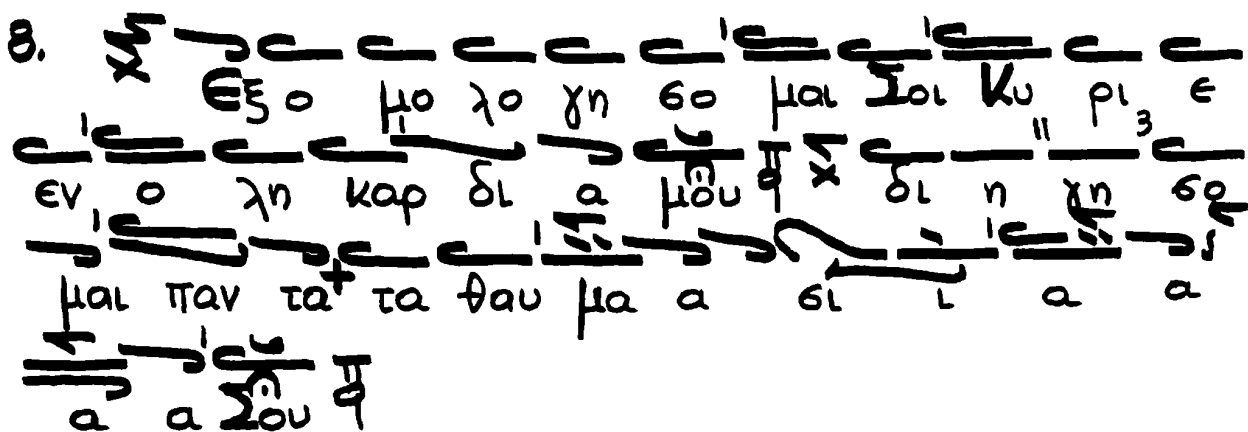 8. Εξ ο μο λο γη σο μαι Σοι Κυ ρι ε
εν ο λη καρ δι α μου δι η γη σο
μαι παν τα τα θαυ μα α σι ι α α
α α Σου